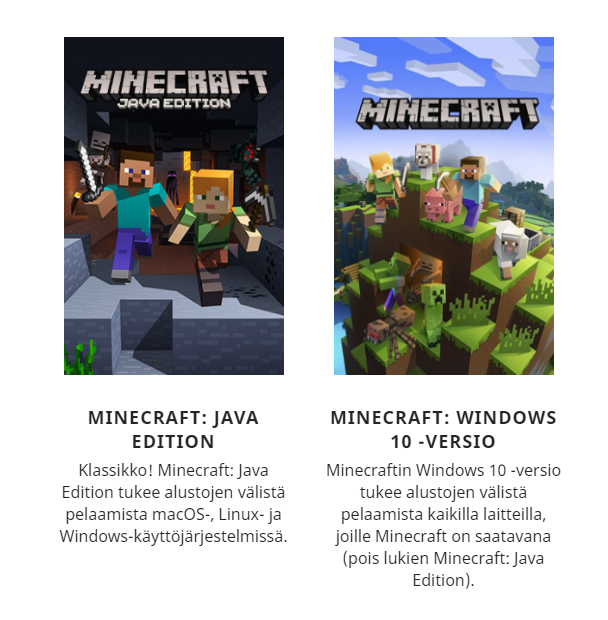 MINECRAFT
JAVA EDITION
MINECRAFT: JAVA
EDITION
Klassikko! Minecraft: Java
Edition tukee alustojen välistä
pelaamista macOS-, Linux- ja
Windows-käyttöjärjestelmissä.
MINECRAFT
MINECRAFT: WINDOWS
10 -VERSIO
Minecraftin Windows 10 -versio
tukee alustojen välistä
pelaamista kaikilla laitteilla,
joille Minecraft on saatavana
(pois lukien Minecraft: Java
Edition).